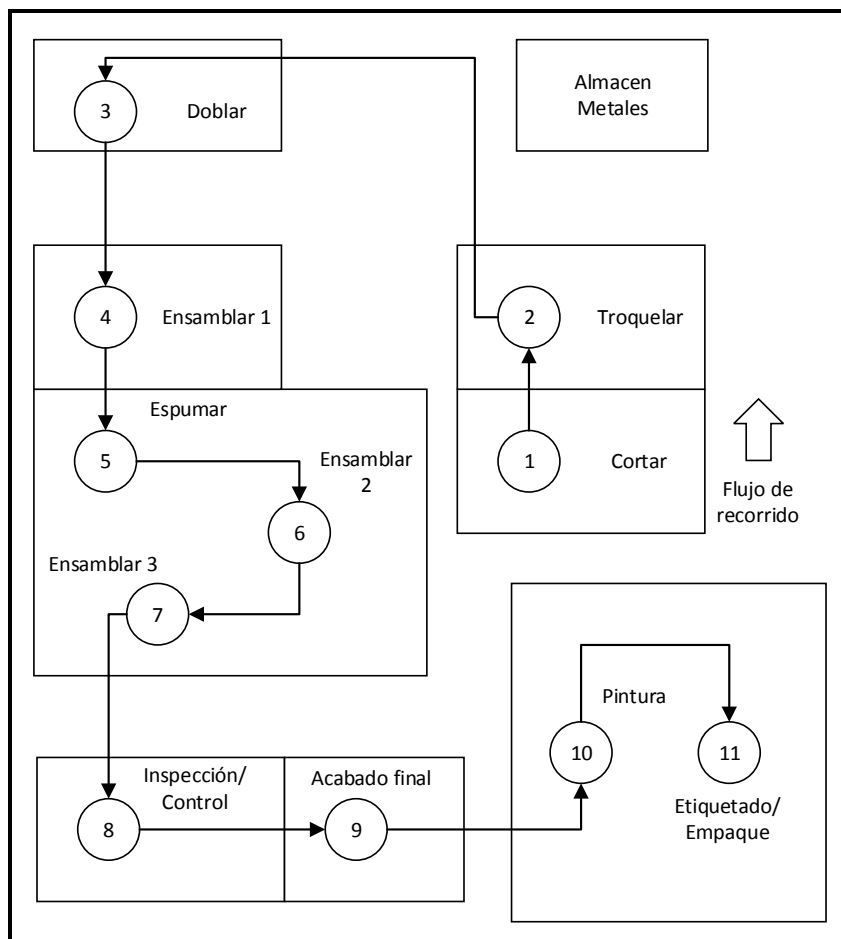 3
Doblar
Almacen
Metales
4
Ensamblar 1
2
Troquelar
Espumar
5
Ensamblar
2
1
Cortar
Flujo de
recorrido
6
Ensamblar 3
7
Pintura
10
11
Etiquetado/
Empaque
Inspección/
Control
Acabado final
8
9